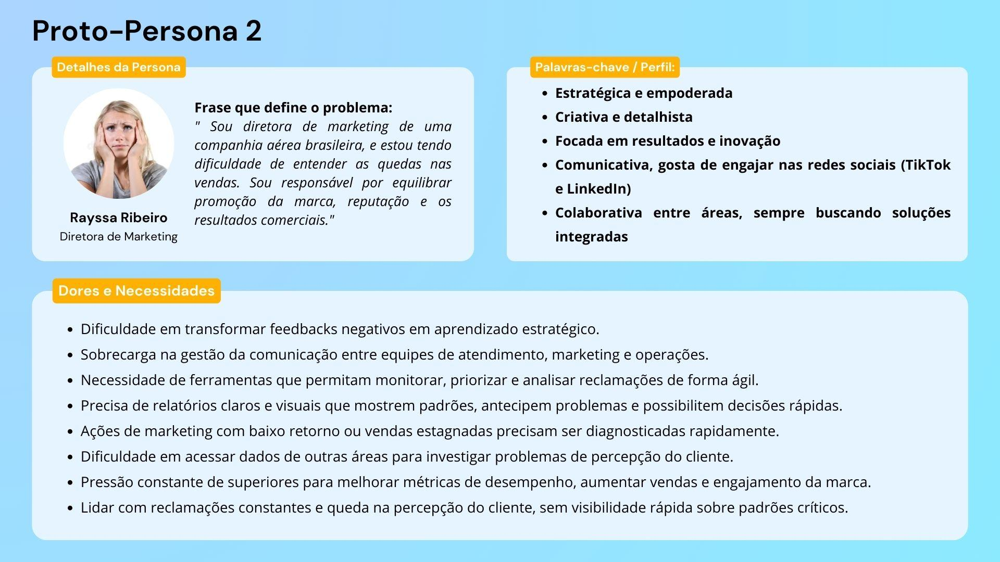 Proto-Persona 2
Detalhes da Persona
Frase que define o problema:
" Sou diretora de marketing de uma
companhia aérea brasileira, e estou tendo
dificuldade de entender as quedas nas
vendas. Sou responsável por equilibrar
promoção da marca, reputação e os
resultados comerciais."
Rayssa Ribeiro
Diretora de Marketing
Palavras-chave / Perfil:
• Estratégica e empoderada
• Criativa e detalhista
• Focada em resultados e inovação
• Comunicativa, gosta de engajar nas redes sociais (TikTok
e LinkedIn)
• Colaborativa entre áreas, sempre buscando soluções
integradas
Dores e Necessidades
• Dificuldade em transformar feedbacks negativos em aprendizado estratégico.
• Sobrecarga na gestão da comunicação entre equipes de atendimento, marketing e operações.
• Necessidade de ferramentas que permitam monitorar, priorizar e analisar reclamações de forma ágil.
• Precisa de relatórios claros e visuais que mostrem padrões, antecipem problemas e possibilitem decisões rápidas.
• Ações de marketing com baixo retorno ou vendas estagnadas precisam ser diagnosticadas rapidamente.
• Dificuldade em acessar dados de outras áreas para investigar problemas de percepção do cliente.
• Pressão constante de superiores para melhorar métricas de desempenho, aumentar vendas e engajamento da marca.
• Lidar com reclamações constantes e queda na percepção do cliente, sem visibilidade rápida sobre padrões críticos.